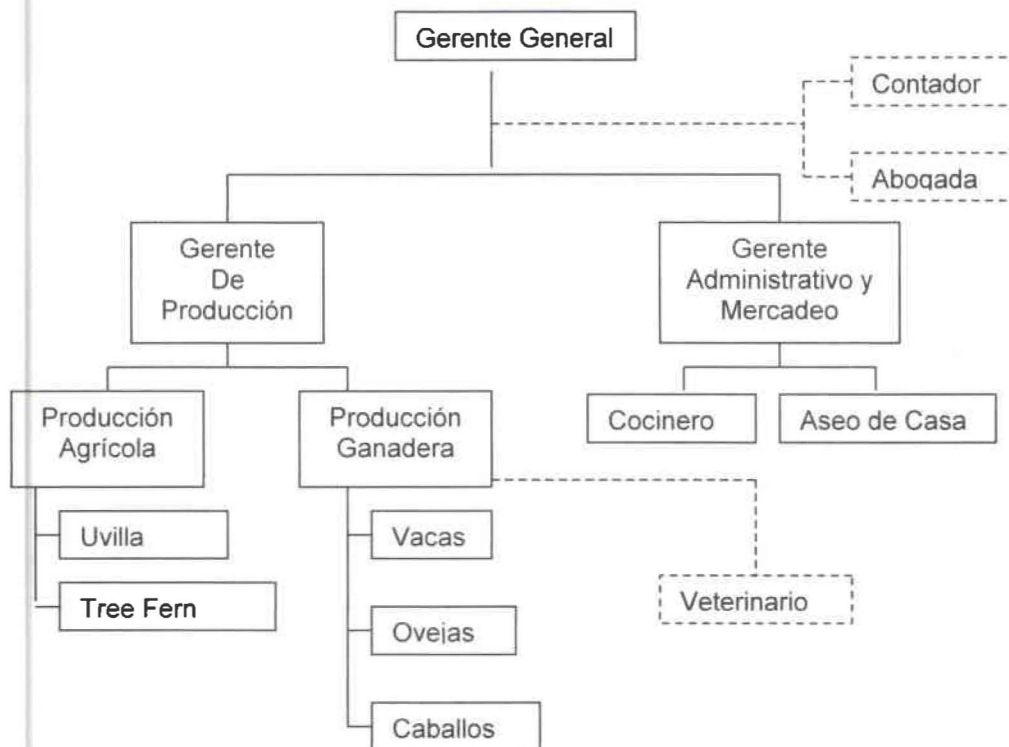 Gerente General
Contador
Abogada
Gerente
De
Producción
Gerente
Administrativo y
Mercadeo
Producción
Agrícola
Producción
Ganadera
Cocinero
Aseo de Casa
Uvilla
Vacas
Tree Fern
Veterinario
Ovejas
Caballos